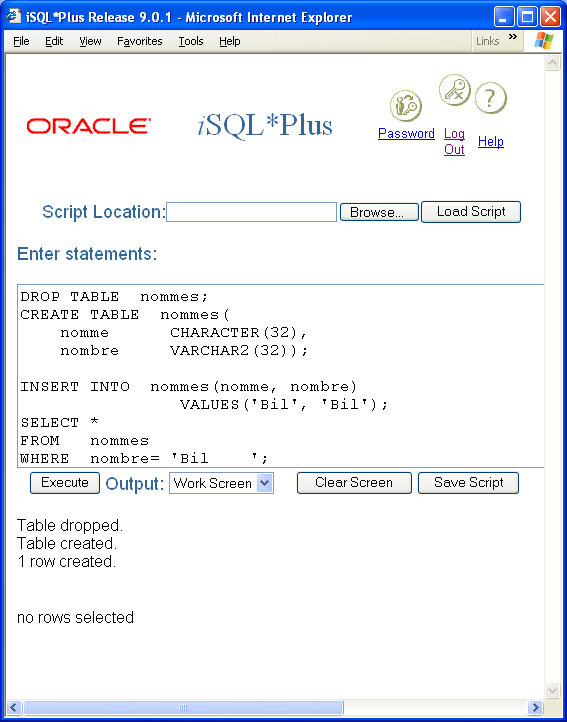 iSQL*Plus Release 9.0.1 - Microsoft Internet Explorer
File Edit View Favorites Tools Help Links »
ORACLE
iSQL*Plus
Password Log Out Help
?
Script Location: Browse... Load Script
Enter statements:
DROP TABLE  nommes;
CREATE TABLE  nommes(
    nomme      CHARACTER(32),
    nombre     VARCHAR2(32));
INSERT INTO  nommes(nomme, nombre)
                VALUES('Bil', 'Bil');
SELECT *
FROM   nommes
WHERE  nombre= 'Bil    ';
Execute Output: Work Screen Clear Screen Save Script
Table dropped.
Table created.
1 row created.
no rows selected